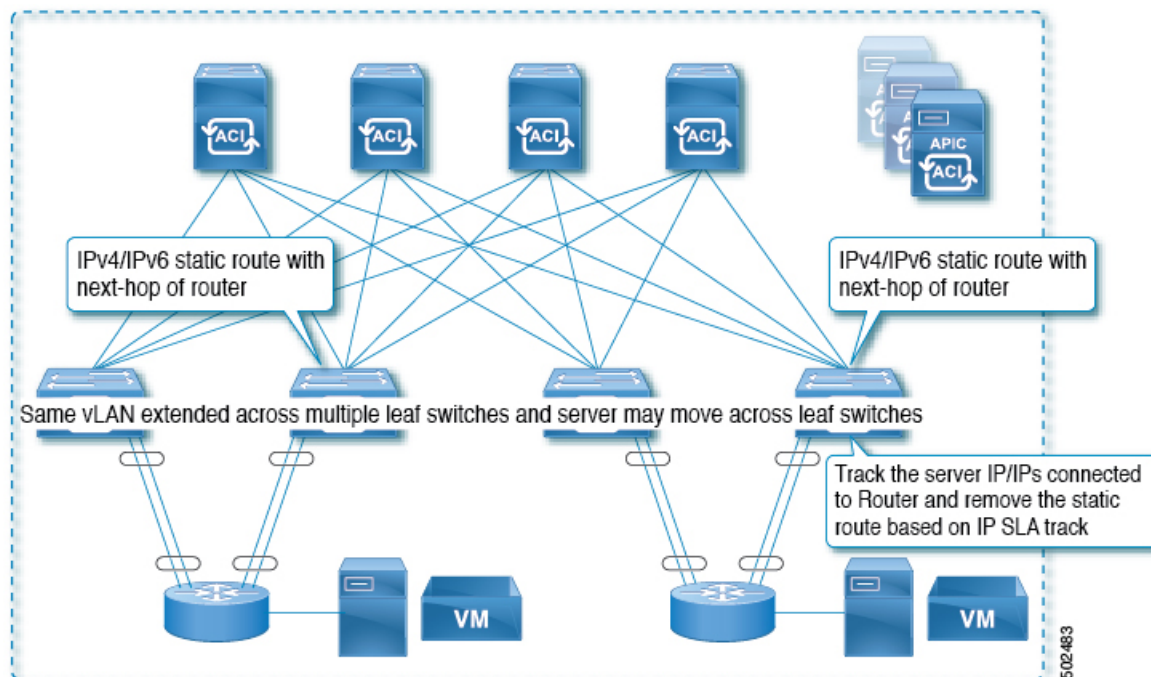 ACI
ACI
ACI
ACI
APIC
ACI
IPv4/IPv6 static route with
next-hop of router
IPv4/IPv6 static route with
next-hop of router
Same vLAN extended across multiple leaf switches and server may move across leaf switches
Track the server IP/IPs connected
to Router and remove the static
route based on IP SLA track
VM
VM
502483